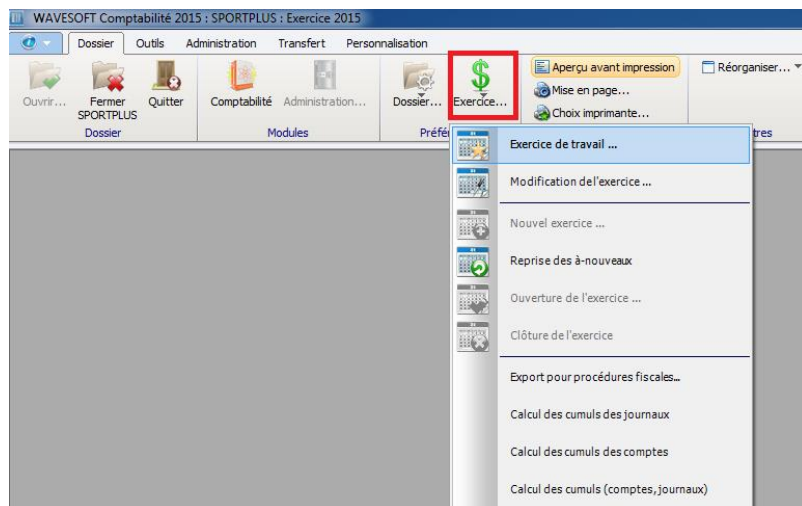 WAVESOFT Comptabilité 2015 : SPORTPLUS : Exercice 2015
Dossier Outils Administration Transfert Personnalisation
Ouvrir... Fermer SPORTPLUS Quitter Comptabilité Administration... Dossier... Exercice...
Aperçu avant impression
Mise en page...
Choix imprimante...
Réorganiser...
Dossier Modules Préfé tres
Exercice de travail ...
Modification de l'exercice ...
Nouvel exercice ...
Reprise des à-nouveaux
Ouverture de l'exercice ...
Clôture de l'exercice
Export pour procédures fiscales...
Calcul des cumuls des journaux
Calcul des cumuls des comptes
Calcul des cumuls (comptes, journaux)